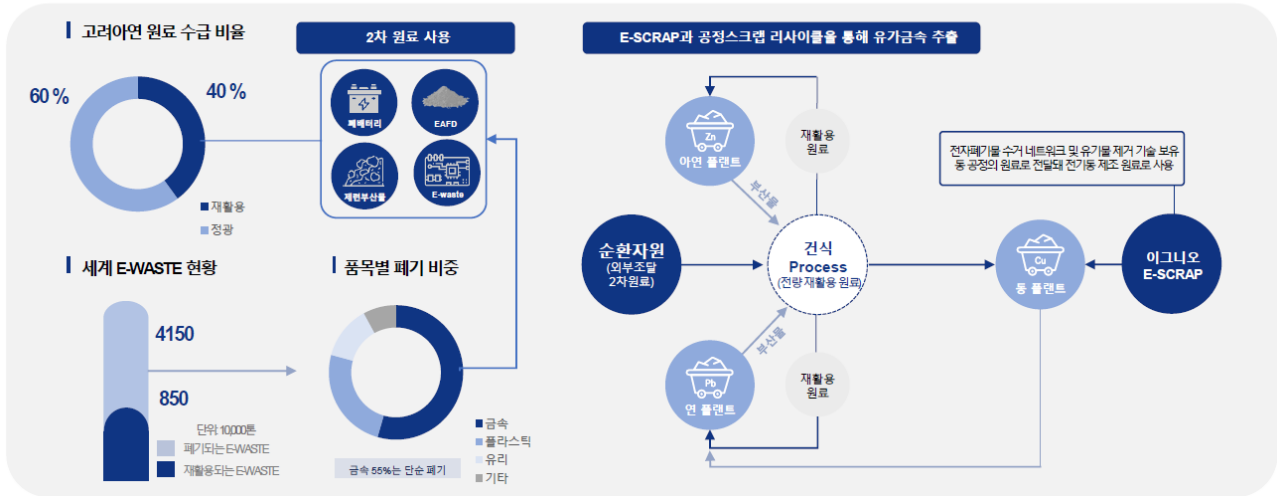 고려아연 원료 수급 비율
60 %
40 %
재활용
정광
2차 원료 사용
폐배터리
EAFD
제련부산물
E-waste
세계 E-WASTE 현황
4150
850
단위: 10,000톤
폐기되는 E-WASTE
재활용되는 E-WASTE
품목별 폐기 비중
금속
플라스틱
유리
기타
금속 55%는 단순 폐기
E-SCRAP과 공정스크랩 리사이클을 통해 유가금속 추출
Zn
아연 플랜트
재활용
원료
부산물
순환자원
(외부조달
2차원료)
건식
Process
(전량 재활용 원료)
부산물
Pb
연 플랜트
재활용
원료
전자폐기물 수거 네트워크 및 유기물 제거 기술 보유
동 공정의 원료로 전달돼 전기동 제조 원료로 사용
Cu
동 플랜트
이그니오
E-SCRAP